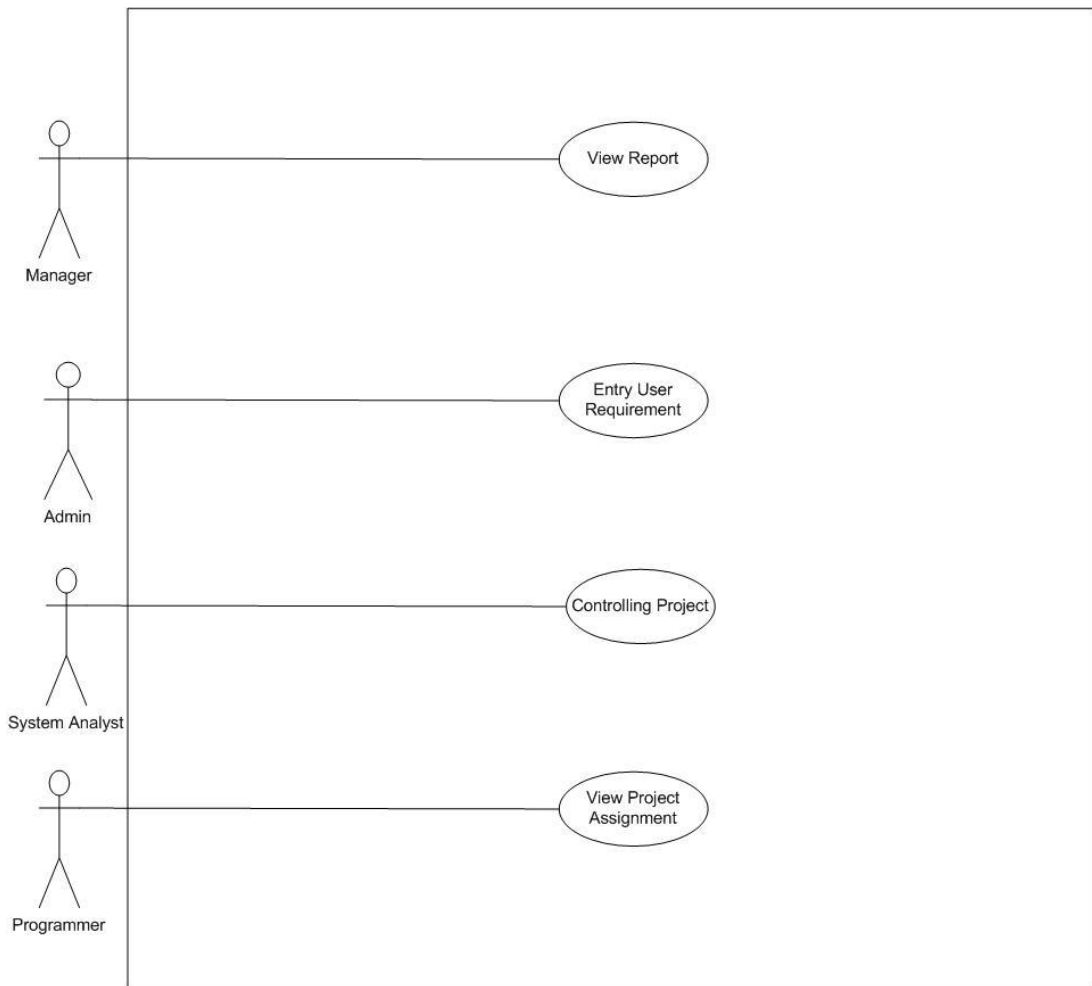 View Report
Manager
Entry User
Requirement
Admin
Controlling Project
System Analyst
View Project
Assignment
Programmer